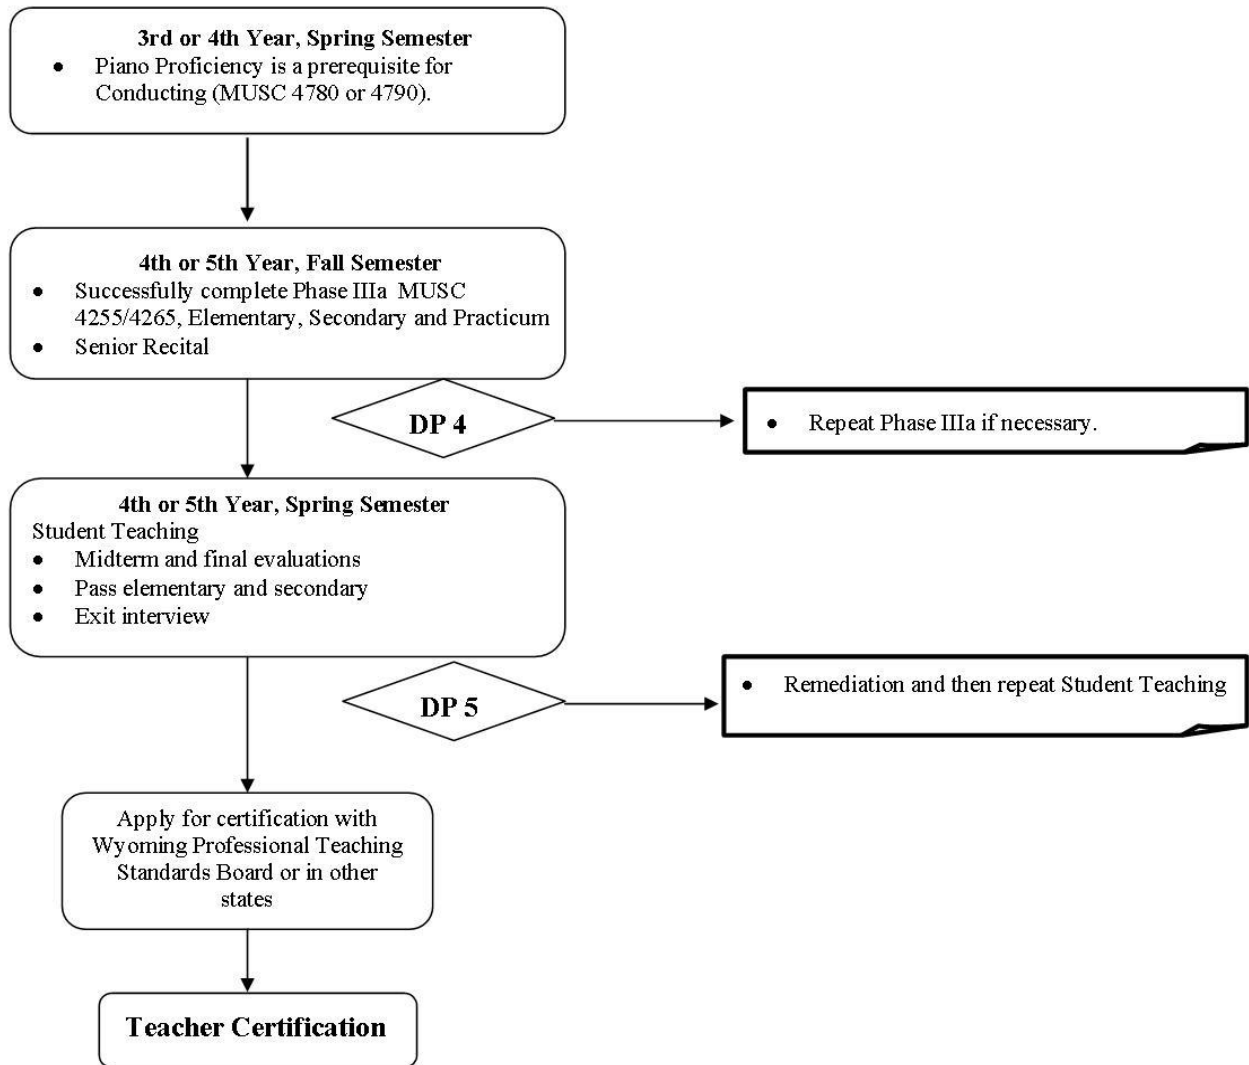 3rd or 4th Year, Spring Semester
• Piano Proficiency is a prerequisite for
Conducting (MUSC 4780 or 4790).
4th or 5th Year, Fall Semester
• Successfully complete Phase IIIa MUSC
4255/4265, Elementary, Secondary and Practicum
• Senior Recital
DP 4
• Repeat Phase IIIa if necessary.
4th or 5th Year, Spring Semester
Student Teaching
• Midterm and final evaluations
• Pass elementary and secondary
• Exit interview
DP 5
• Remediation and then repeat Student Teaching
Apply for certification with
Wyoming Professional Teaching
Standards Board or in other
states
Teacher Certification